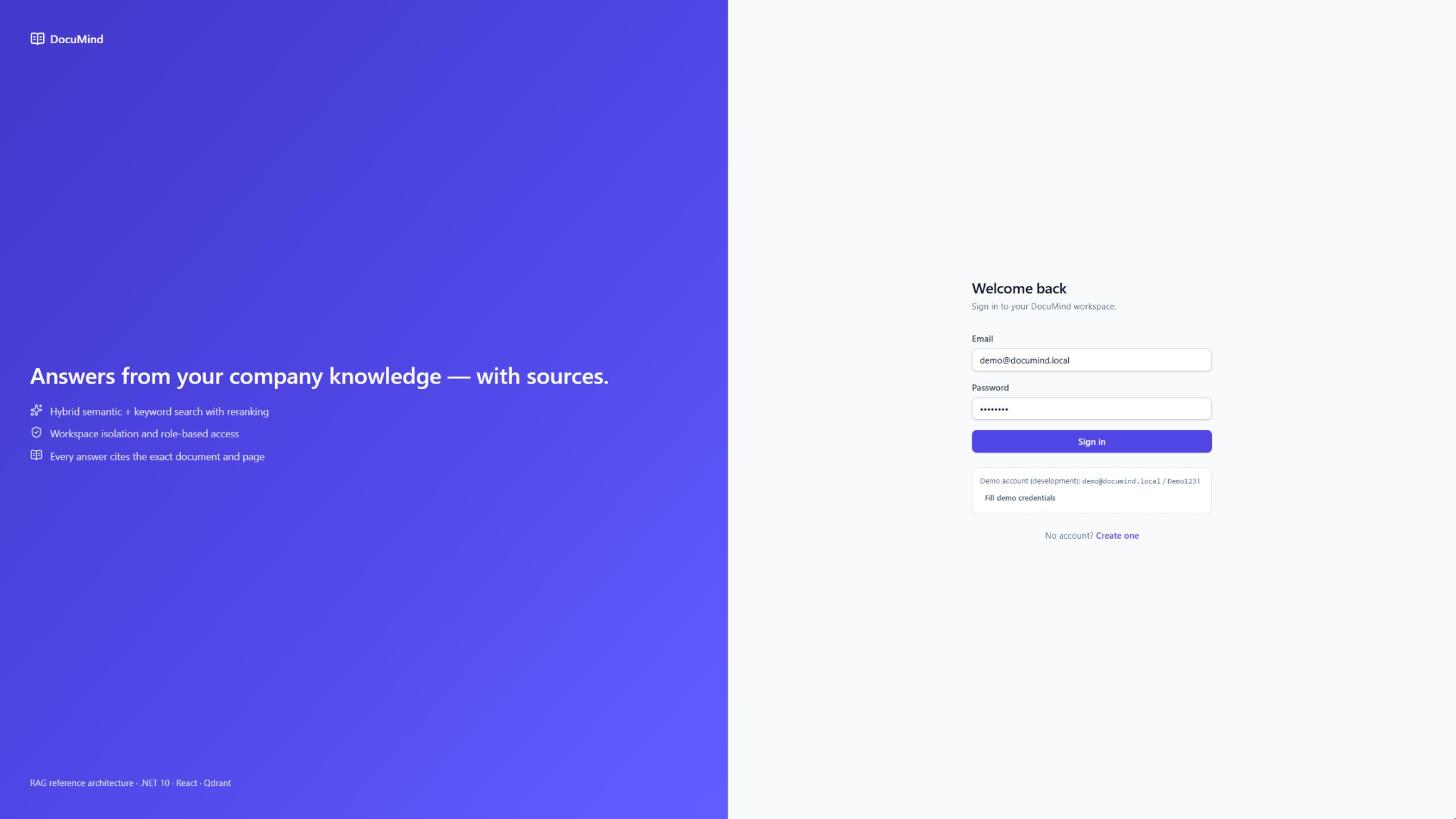 DocuMind
Answers from your company knowledge — with sources.
Hybrid semantic + keyword search with reranking
Workspace isolation and role-based access
Every answer cites the exact document and page
RAG reference architecture · .NET 10 · React · Qdrant
Welcome back
Sign in to your DocuMind workspace.
Email
demo@documind.local
Password
••••••••
Sign in
Demo account (development): demo@documind.local / Demo123!
Fill demo credentials
No account? Create one